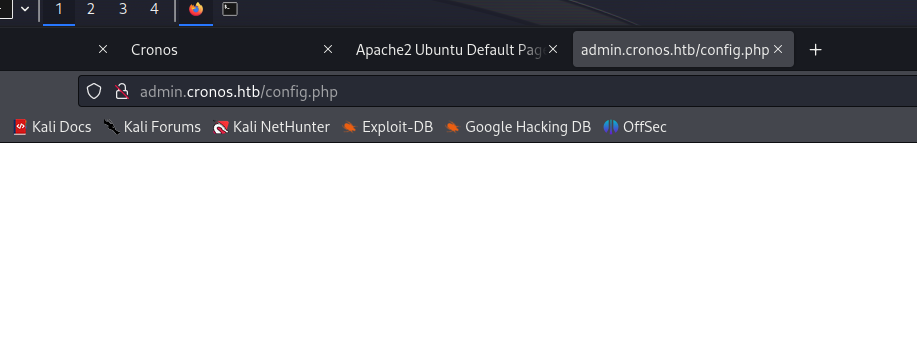 1 2 3 4
Cronos Apache2 Ubuntu Default Pag admin.cronos.htb/config.php
admin.cronos.htb/config.php
Kali Docs Kali Forums Kali NetHunter Exploit-DB Google Hacking DB OffSec